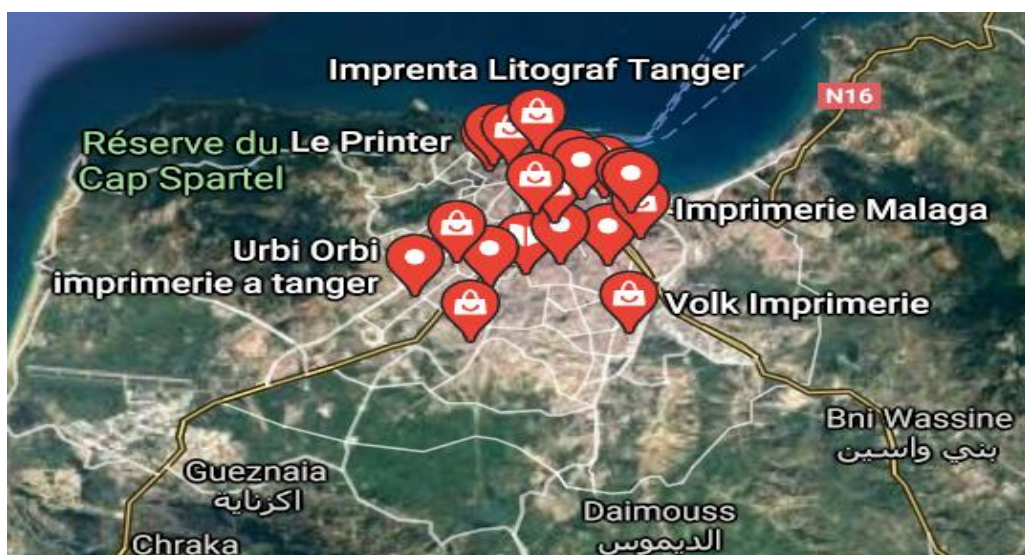 Imprenta Litograf Tanger
N16
Réserve du
Cap Spartel
Le Printer
Imprimerie Malaga
Urbi Orbi
imprimerie a tanger
Volk Imprimerie
Bni Wassine
بني واسين
Gueznaia
اكزناية
Daimouss
الديموس
Chraka